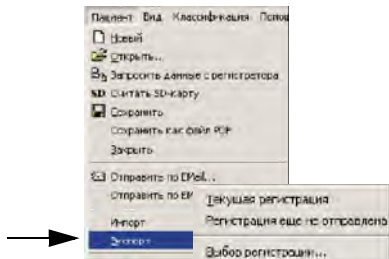 Пациент Вид Классификация Помощ
Новый
Открыть...
Запросить данные с регистратора
SD Считать SD-карту
Сохранить
Сохранить как файл PDF
Закрыть
Отправить по EMail...
Отправить по EM
Импорт
Экспорт
Текущая регистрация
Регистрация еще не отправлена
Выбор регистрации...